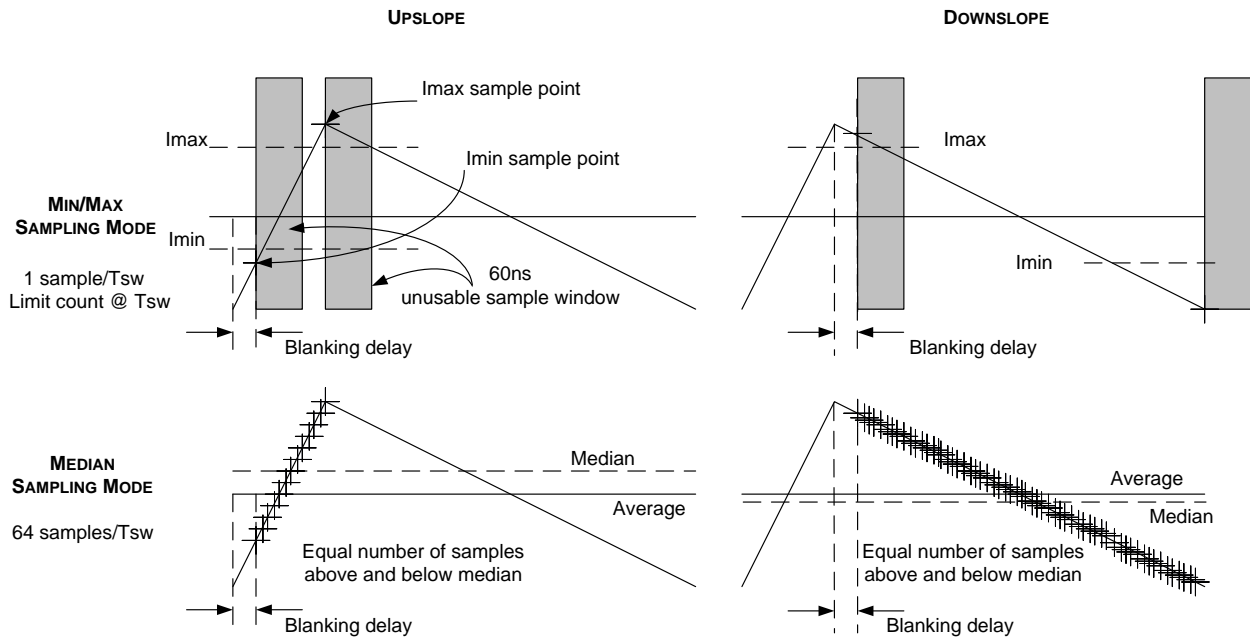 UPSLOPE
DOWNSLOPE
MIN/MAX
SAMPLING MODE
1 sample/Tsw
Limit count @ Tsw
Imax
Imin
Imax sample point
Imin sample point
60ns
unusable sample window
Blanking delay
Imax
Imin
Blanking delay
MEDIAN
SAMPLING MODE
64 samples/Tsw
Median
Average
Equal number of samples
above and below median
Blanking delay
Average
Median
Equal number of samples
above and below median
Blanking delay